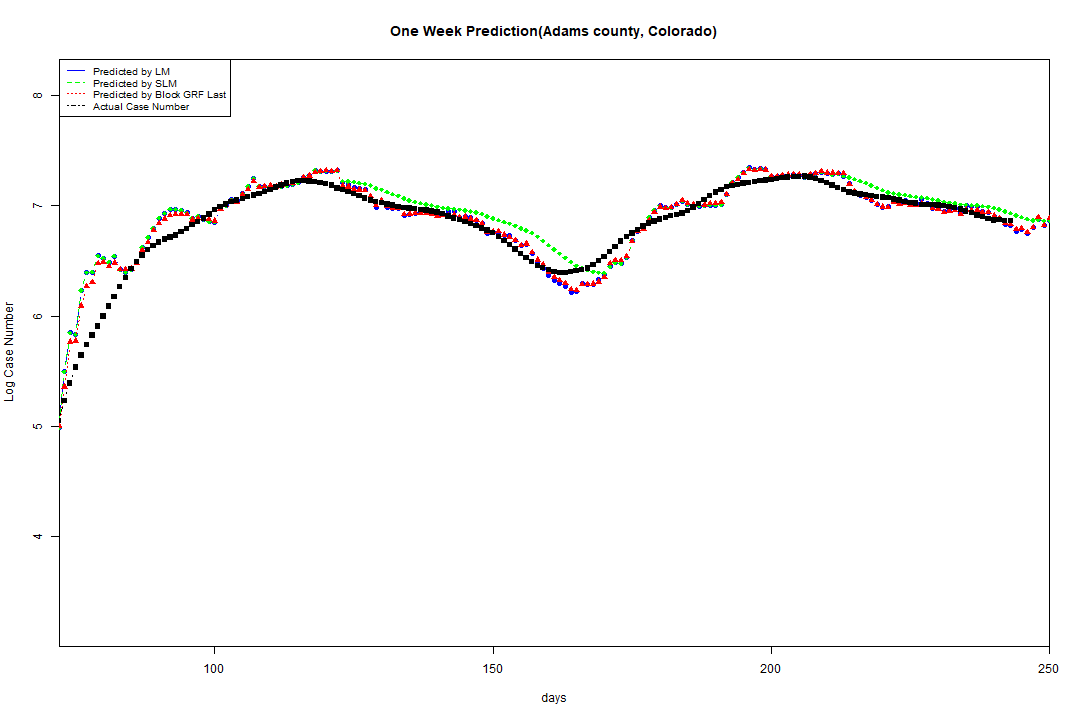 One Week Prediction(Adams county, Colorado)
Predicted by LM
Predicted by SLM
Predicted by Block GRF Last
Actual Case Number
8
7
6
5
4
Log Case Number
100
150
200
250
days